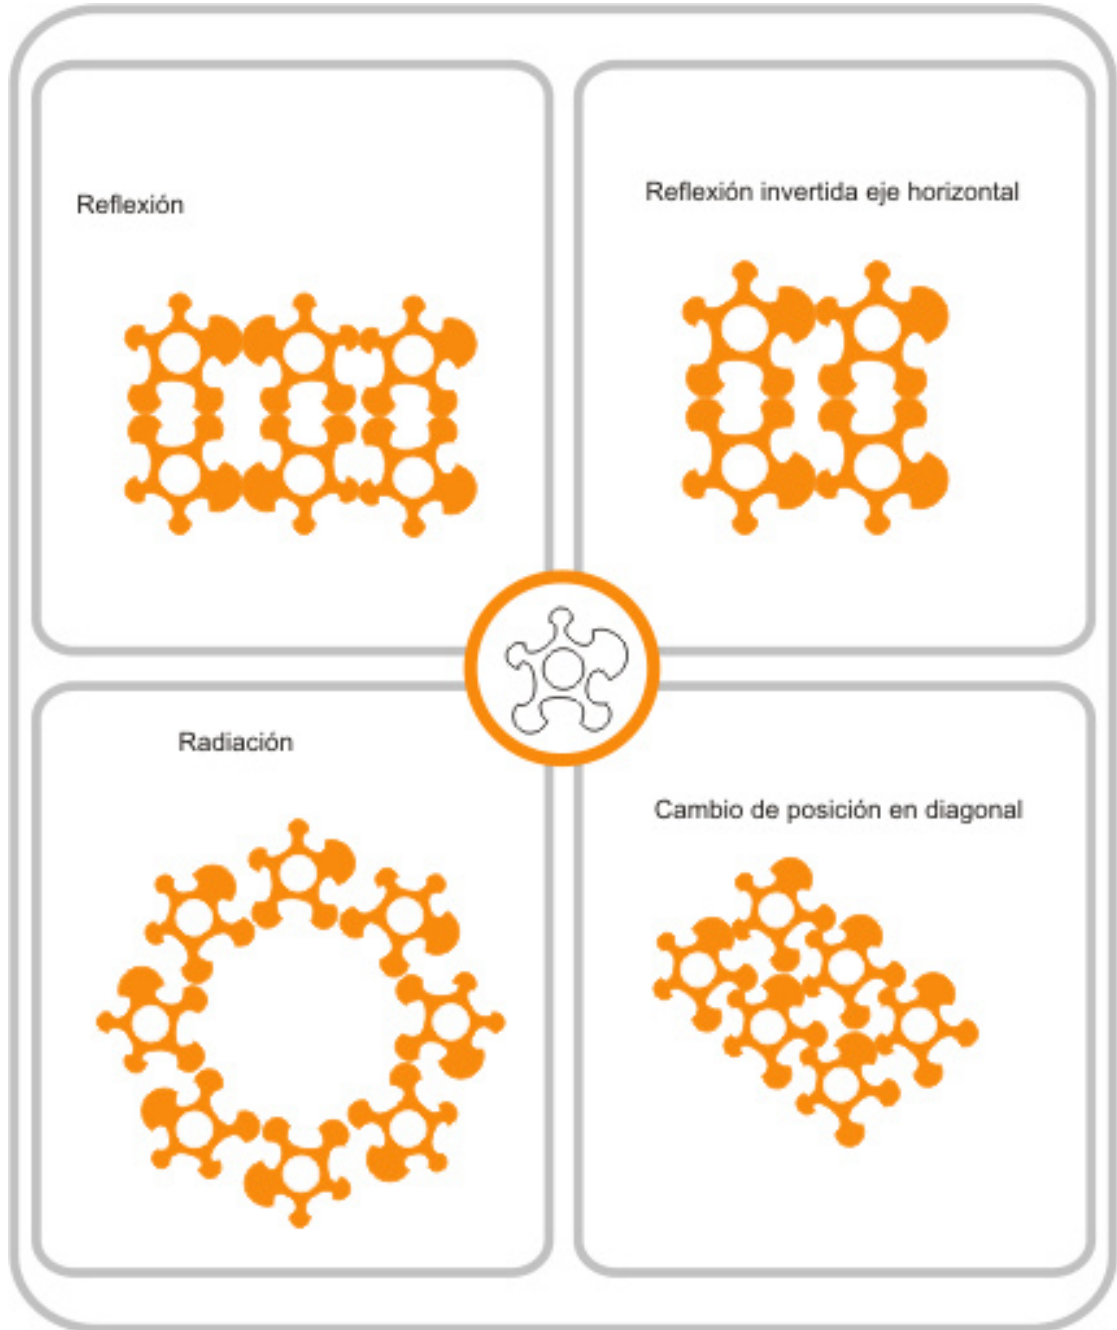 Reflexión
Reflexión invertida eje horizontal
Radiación
Cambio de posición en diagonal